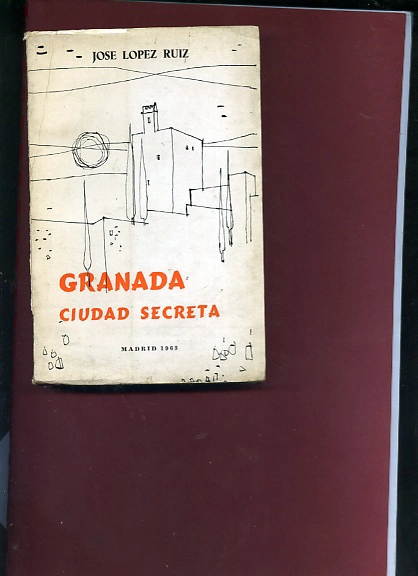 JOSE LOPEZ RUIZ
GRANADA
CIUDAD SECRETA
MADRID 1963